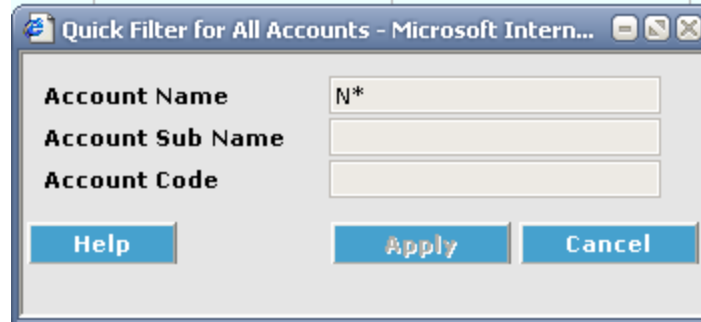 Quick Filter for All Accounts - Microsoft Intern...
Account Name N*
Account Sub Name
Account Code
Help Apply Cancel